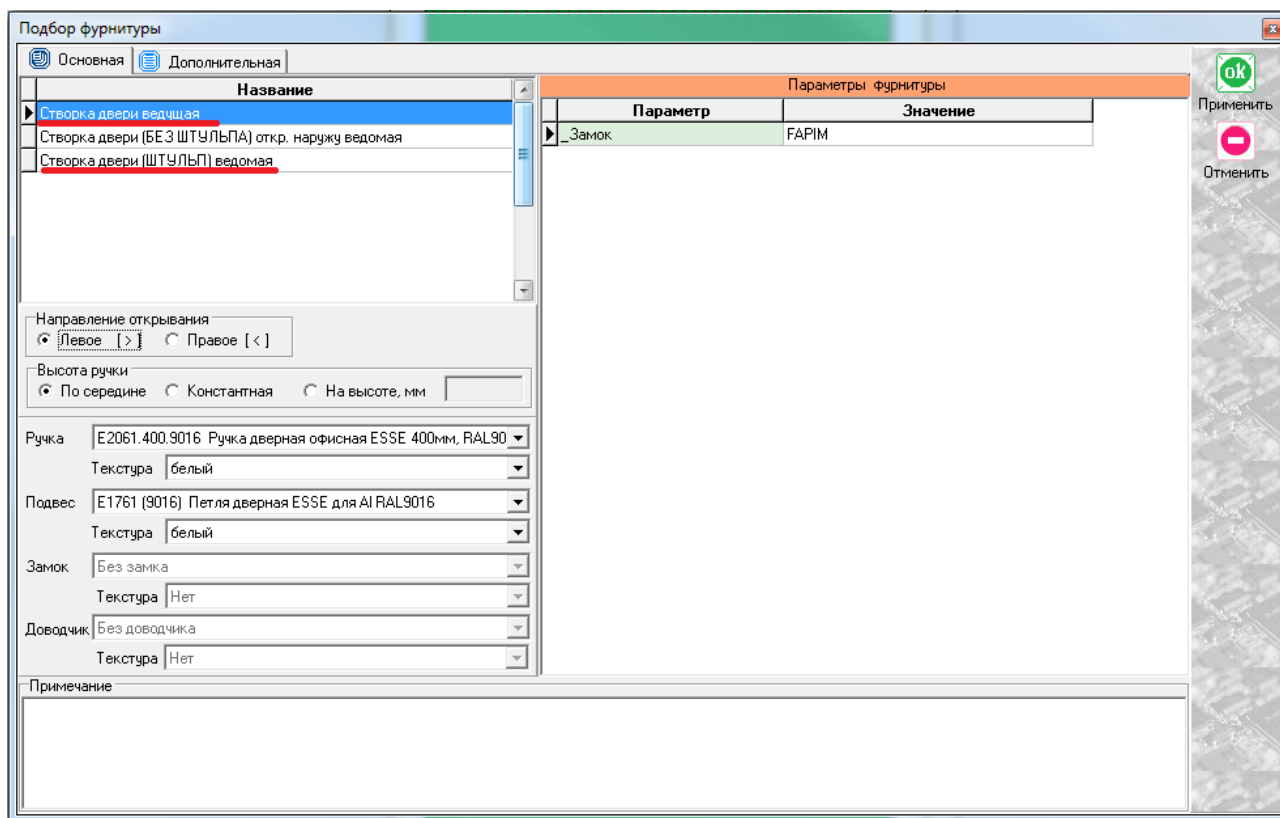 Подбор фурнитуры
Основная
Дополнительная
Название
Створка двери ведущая
Створка двери (БЕЗ ШТУЛЬПА) откр. наружу ведомая
Створка двери (ШТУЛЬП) ведомая
Параметры фурнитуры
Параметр Значение
_Замок FAPIM
ok
Применить
Отменить
Направление открывания
Левое [>] Правое [<]
Высота ручки
По середине Константная На высоте, мм
Ручка E2061.400.9016 Ручка дверная офисная ESSE 400мм, RAL90
Текстура белый
Подвес E1761 (9016) Петля дверная ESSE для Al RAL9016
Текстура белый
Замок Без замка
Текстура Нет
Доводчик Без доводчика
Текстура Нет
Примечание